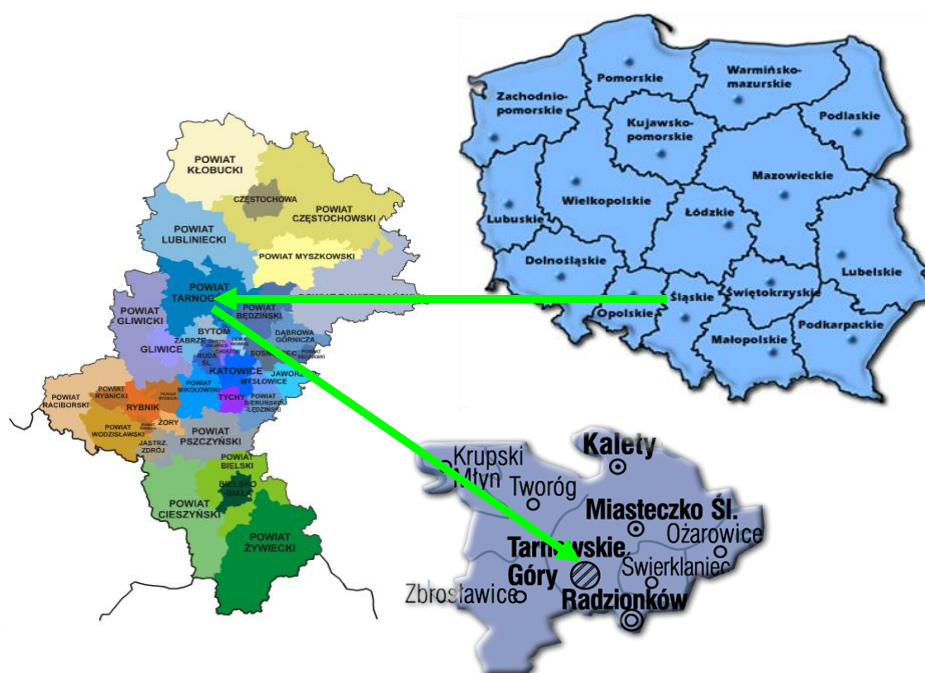 POWIAT
KŁOBUCKI
CZĘSTOCHOWA
POWIAT
CZĘSTOCHOWSKI
POWIAT
LUBLINIECKI
POWIAT MYSZKOWSKI
POWIAT
POWIAT
GLIWICKI
POWIAT
BĘDZIŃSKI
BYTOM
ZABRZE
DĄBROWA
GÓRNICZA
GLIWICE
RUDA
ŚL.
KATOWICE
MYSŁOWICE
POWIAT
MIKOŁOWSKI
TYCHY
POWIAT
BIERUŃSKO-
LĘDZIŃSKI
POWIAT
RACIBORSKI
POWIAT
RYBNICKI
RYBNIK
ŻORY
POWIAT
WODZISŁAWSKI
JASTRZ.
ZDRÓJ
POWIAT
PSZCZYŃSKI
POWIAT
BIELSKI
BIELSKO
BIAŁA
POWIAT
CIESZYŃSKI
POWIAT
ŻYWIECKI
Pomorskie
Warmińsko-
mazurskie
Zachodnio-
pomorskie
Podlaskie
Kujawsko-
pomorskie
Mazowieckie
Wielkopolskie
Lubuskie
Łódzkie
Dolnośląskie
Lubelskie
Opolskie
Śląskie
Świętokrzyskie
Małopolskie
Podkarpackie
Kalety
Krupski
Młyn
Tworóg
Miasteczko Śl.
Ożarowice
Tarnowskie
Góry
Świerklaniec
Zbrosławice
Radzionków